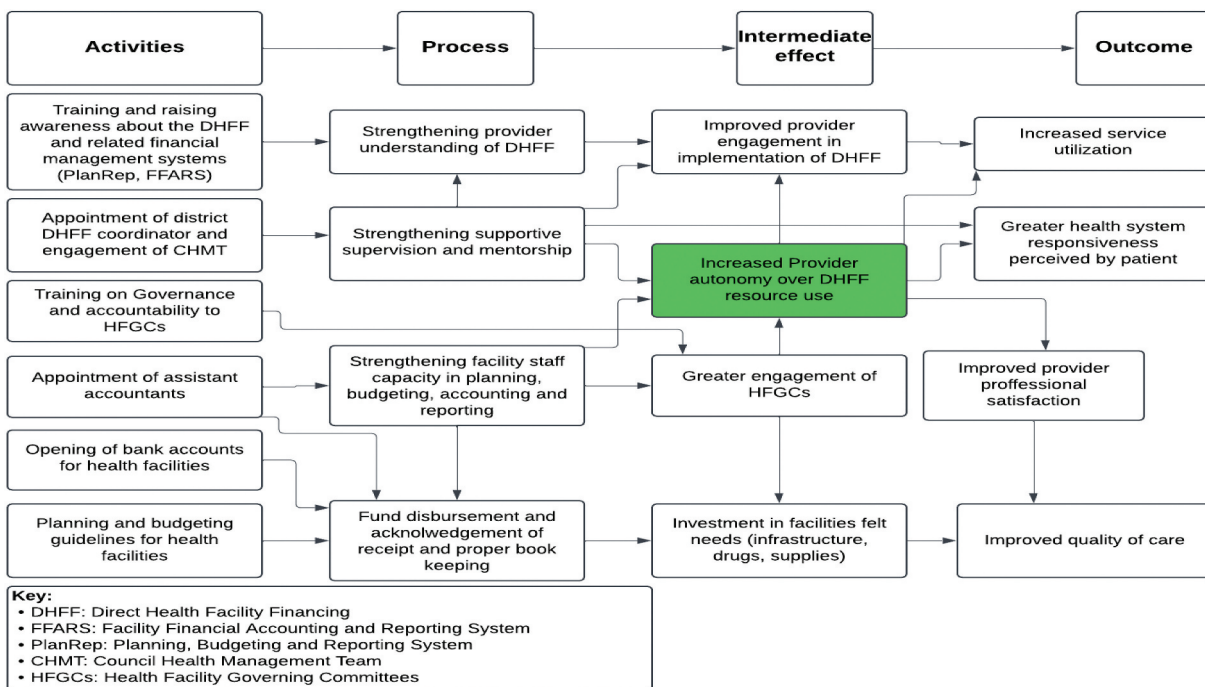 Activities
Process
Intermediate
effect
Outcome
Training and raising
awareness about the DHFF
and related financial
management systems
(PlanRep, FFARS)
Strengthening provider
understanding of DHFF
Improved provider
engagement in
implementation of DHFF
Increased service
utilization
Appointment of district
DHFF coordinator and
engagement of CHMT
Strengthening supportive
supervision and mentorship
Greater health system
responsiveness
perceived by patient
Increased Provider
autonomy over DHFF
resource use
Training on Governance
and accountability to
HFGCs
Appointment of assistant
accountants
Strengthening facility staff
capacity in planning,
budgeting, accounting and
reporting
Greater engagement of
HFGCs
Improved provider
proffessional
satisfaction
Opening of bank accounts
for health facilities
Planning and budgeting
guidelines for health
facilities
Fund disbursement and
acknolwedgement of
receipt and proper book
keeping
Investment in facilities felt
needs (infrastructure,
drugs, supplies)
Improved quality of care
Key:
• DHFF: Direct Health Facility Financing
• FFARS: Facility Financial Accounting and Reporting System
• PlanRep: Planning, Budgeting and Reporting System
• CHMT: Council Health Management Team
• HFGCs: Health Facility Governing Committees